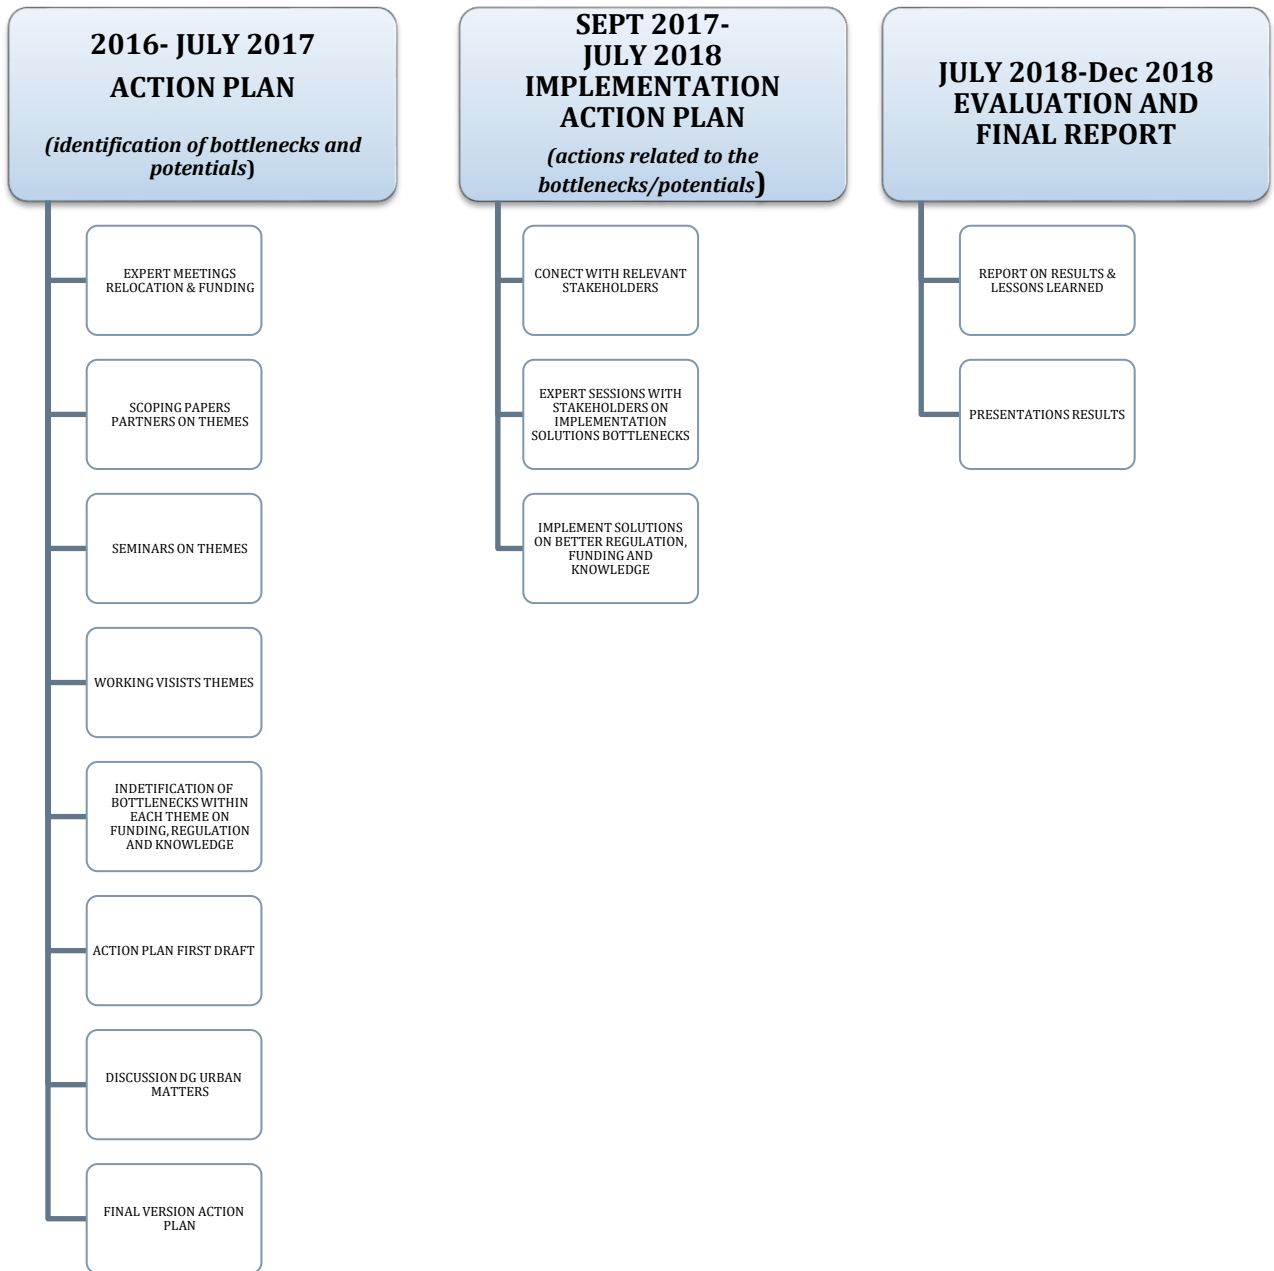 2016- JULY 2017
ACTION PLAN
(identification of bottlenecks and
potentials)
EXPERT MEETINGS
RELOCATION & FUNDING
SCOPING PAPERS
PARTNERS ON THEMES
SEMINARS ON THEMES
WORKING VISISTS THEMES
INDETIFICATION OF
BOTTLENECKS WITHIN
EACH THEME ON
FUNDING, REGULATION
AND KNOWLEDGE
ACTION PLAN FIRST DRAFT
DISCUSSION DG URBAN
MATTERS
FINAL VERSION ACTION
PLAN
SEPT 2017-
JULY 2018
IMPLEMENTATION
ACTION PLAN
(actions related to the
bottlenecks/potentials)
CONECT WITH RELEVANT
STAKEHOLDERS
EXPERT SESSIONS WITH
STAKEHOLDERS ON
IMPLEMENTATION
SOLUTIONS BOTTLENECKS
IMPLEMENT SOLUTIONS
ON BETTER REGULATION,
FUNDING AND
KNOWLEDGE
JULY 2018-Dec 2018
EVALUATION AND
FINAL REPORT
REPORT ON RESULTS &
LESSONS LEARNED
PRESENTATIONS RESULTS